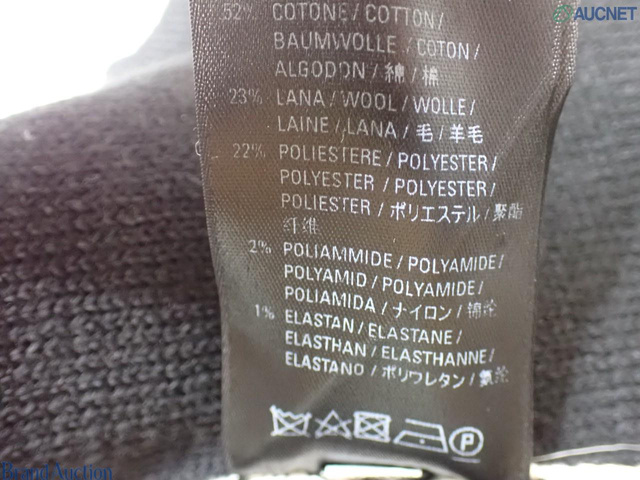 AUCNET
52% COTONE / COTTON /
BAUMWOLLE / COTON /
ALGODON / 綿 / 棉
23% LANA / WOOL / WOLLE /
LAINE / LANA / 毛 / 羊毛
22% POLIESTERE / POLYESTER /
POLYESTER / POLYESTER /
POLIESTER / ポリエステル / 聚酯
纤维
2% POLIAMMIDE / POLYAMIDE /
POLYAMID / POLYAMIDE /
POLIAMIDA / ナイロン / 锦纶
1% ELASTAN / ELASTANE /
ELASTHAN / ELASTHANNE /
ELASTANO / ポリウレタン / 氨纶
P
Brand Auction